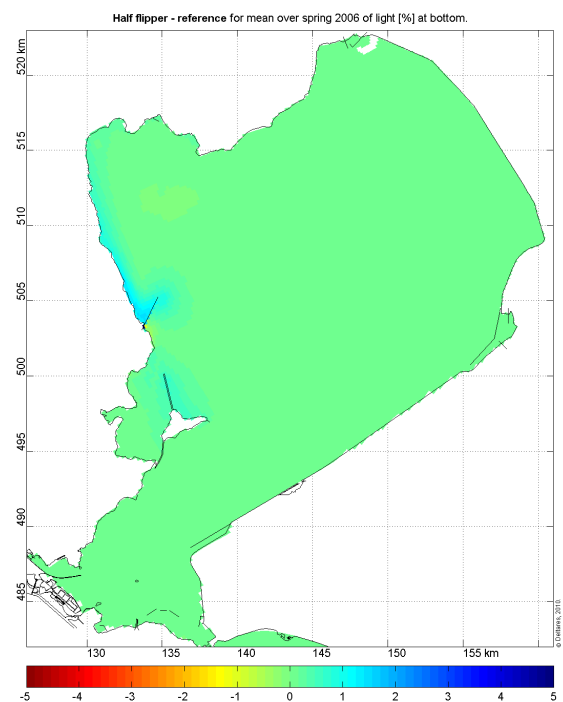 Half flipper - reference for mean over spring 2006 of light [%] at bottom.
520 km
515
510
505
500
495
490
485
130 135 140 145 150 155 km
© Deltares, 2010.
-5 -4 -3 -2 -1 0 1 2 3 4 5